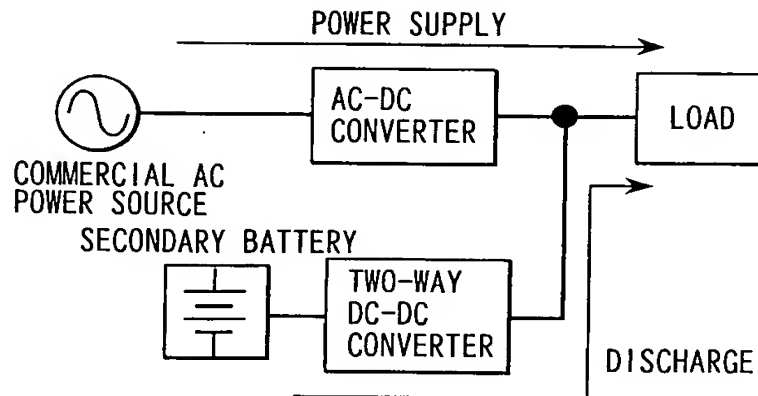 POWER SUPPLY
AC-DC
CONVERTER
LOAD
COMMERCIAL AC
POWER SOURCE
SECONDARY BATTERY
TWO-WAY
DC-DC
CONVERTER
DISCHARGE